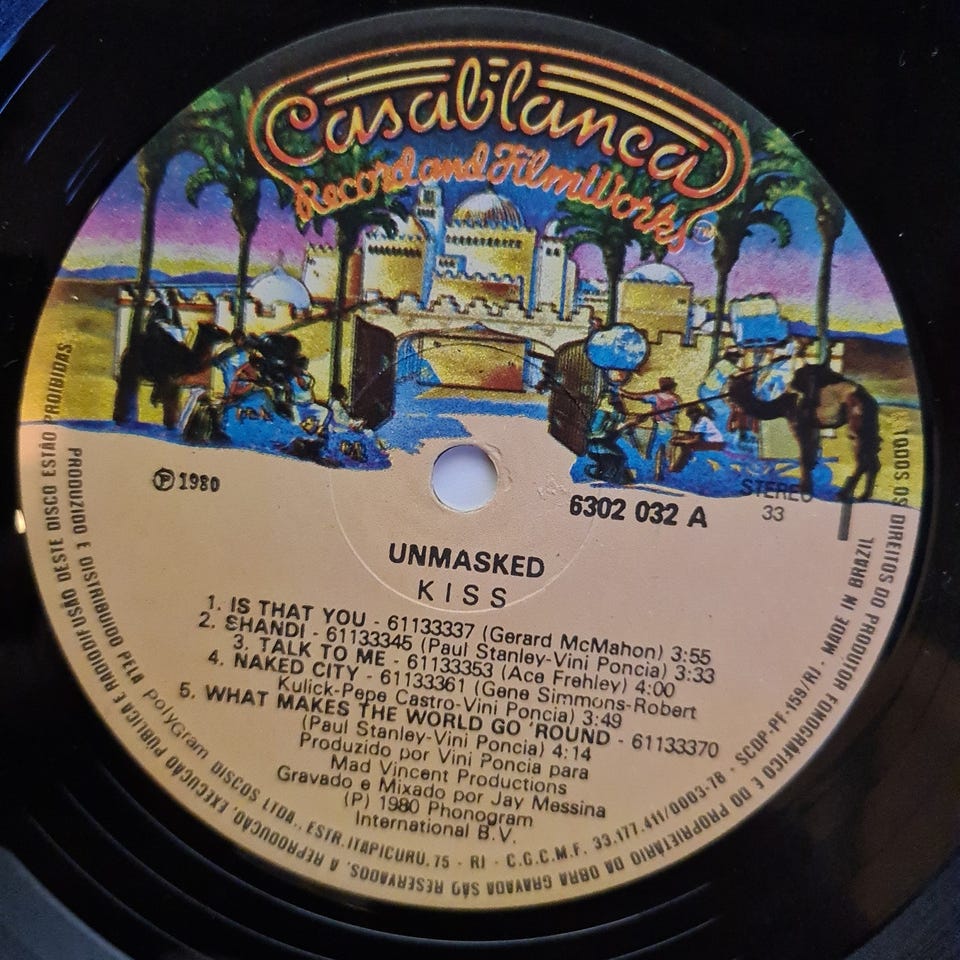 Casablanca
Record and FilmWorks
℗ 1980
6302 032 A
STEREO
33
UNMASKED
KISS
1. IS THAT YOU - 61133337 (Gerard McMahon) 3:55
2. SHANDI - 61133345 (Paul Stanley-Vini Poncia) 3:33
3. TALK TO ME - 61133353 (Ace Frehley) 4:00
4. NAKED CITY - 61133361 (Gene Simmons-Robert
Kulick-Pepe Castro-Vini Poncia) 3:49
5. WHAT MAKES THE WORLD GO 'ROUND - 61133370
(Paul Stanley-Vini Poncia) 4:14
Produzido por Vini Poncia para
Mad Vincent Productions
Gravado e Mixado por Jay Messina
(P) 1980 Phonogram
International B.V.
PRODUZIDO E DISTRIBUIDO PELA PolyGram DISCOS LTDA., ESTR. ITAPICURU, 75 - RJ - C.G.C.M.F. 33.177.411/0003-78 - SCDP-PF-159/RJ - MADE IN BRAZIL
TODOS OS DIREITOS DO PRODUTOR FONOGRÁFICO E DO PROPRIETÁRIO DA OBRA GRAVADA SÃO RESERVADOS. A REPRODUÇÃO, EXECUÇÃO PÚBLICA E RADIODIFUSÃO DESTE DISCO ESTÃO PROIBIDAS